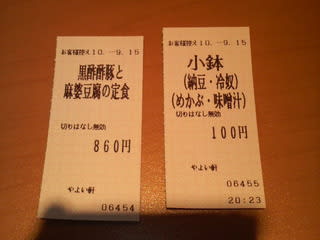 お客様控え10.－9.15
黒酢酢豚と
麻婆豆腐の定食
切りはなし無効
860円
やよい軒
06454
お客様控え10.－9.15
小鉢
(納豆・冷奴)
(めかぶ・味噌汁)
切りはなし無効
100円
やよい軒
06455
20:23